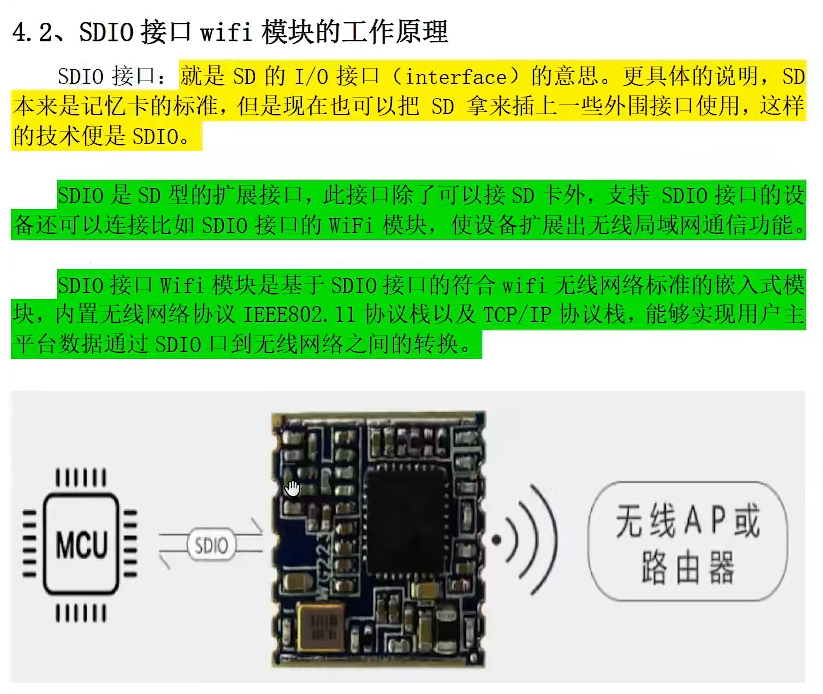 4.2、SDIO 接口 wifi 模块的工作原理
SDIO 接口：就是 SD 的 I/O 接口（interface）的意思。更具体的说明，SD
本来是记忆卡的标准，但是现在也可以把 SD 拿来插上一些外围接口使用，这样
的技术便是 SDIO。
SDIO 是 SD 型的扩展接口，此接口除了可以接 SD 卡外，支持 SDIO 接口的设
备还可以连接比如 SDIO 接口的 WiFi 模块，使设备扩展出无线局域网通信功能。
SDIO 接口 Wifi 模块是基于 SDIO 接口的符合 wifi 无线网络标准的嵌入式模
块，内置无线网络协议 IEEE802.11 协议栈以及 TCP/IP 协议栈，能够实现用户主
平台数据通过 SDIO 口到无线网络之间的转换。
MCU
SDIO
无线AP或
路由器